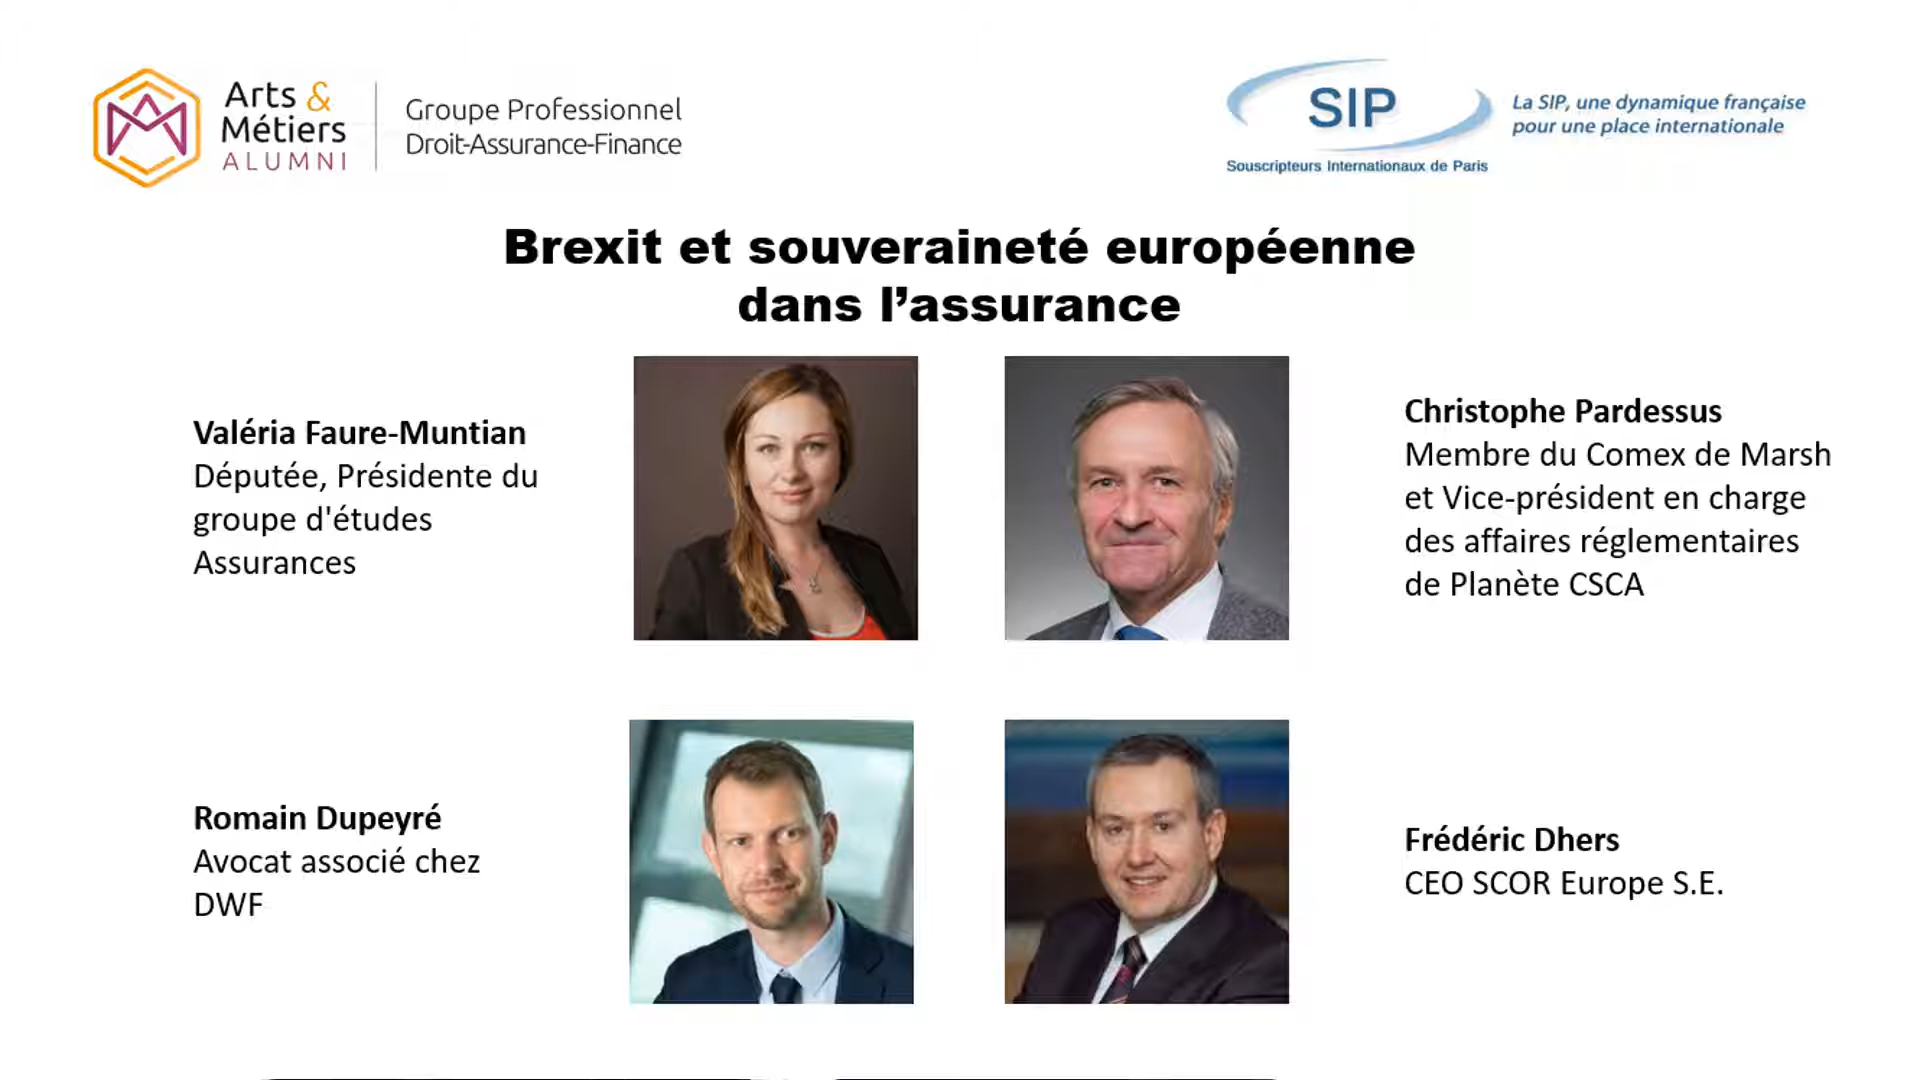 Arts &
Métiers
ALUMNI
Groupe Professionnel
Droit-Assurance-Finance
SIP
Souscripteurs Internationaux de Paris
La SIP, une dynamique française
pour une place internationale
Brexit et souveraineté européenne
dans l’assurance
Valéria Faure-Muntian
Députée, Présidente du
groupe d'études
Assurances
Christophe Pardessus
Membre du Comex de Marsh
et Vice-président en charge
des affaires réglementaires
de Planète CSCA
Romain Dupeyré
Avocat associé chez
DWF
Frédéric Dhers
CEO SCOR Europe S.E.